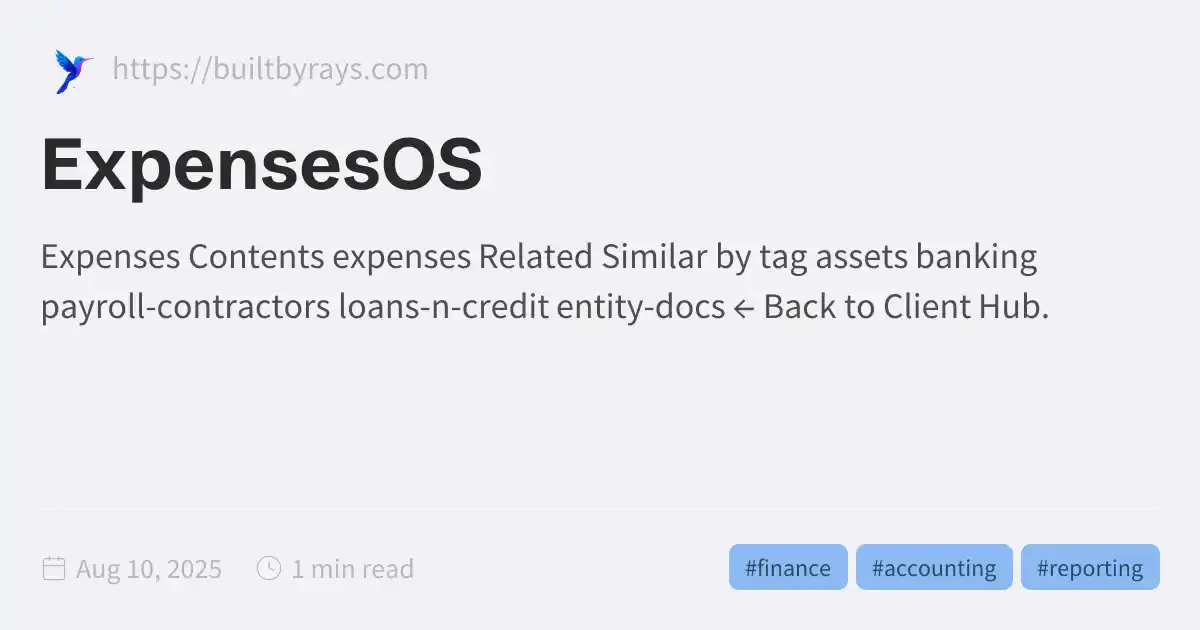 https://builtbyrays.com
ExpensesOS
Expenses Contents expenses Related Similar by tag assets banking
payroll-contractors loans-n-credit entity-docs ← Back to Client Hub.
Aug 10, 2025 1 min read #finance #accounting #reporting